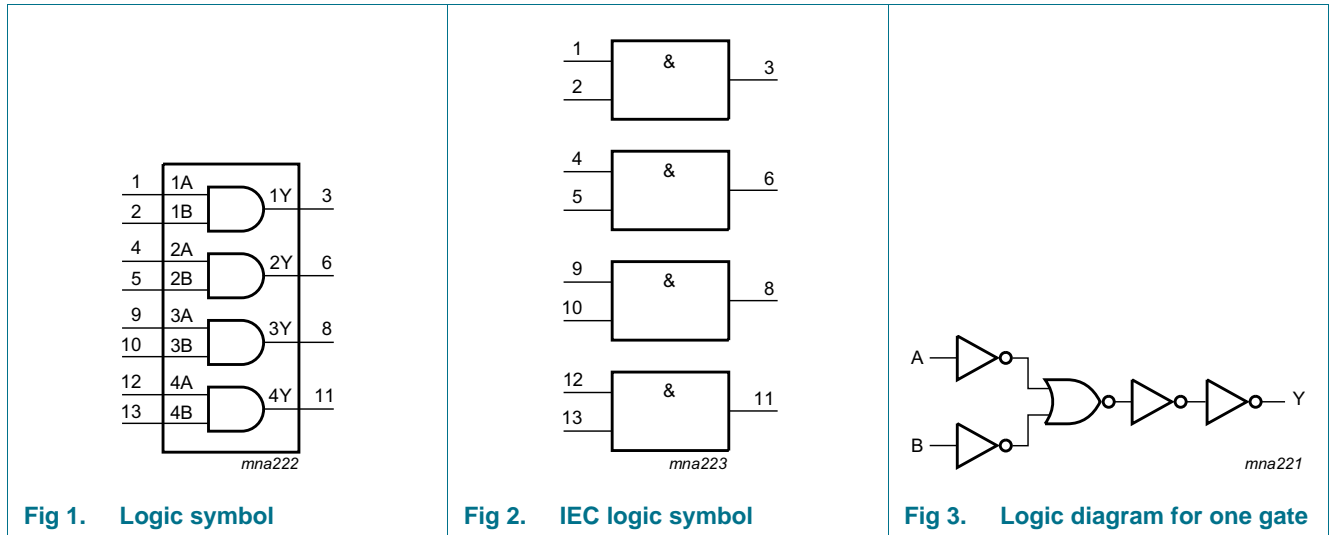 1 1A
2 1B
1Y 3
4 2A
5 2B
2Y 6
9 3A
10 3B
3Y 8
12 4A
13 4B
4Y 11
mna222
Fig 1. Logic symbol
1
2
&
3
4
5
&
6
9
10
&
8
12
13
&
11
mna223
Fig 2. IEC logic symbol
A
B
Y
mna221
Fig 3. Logic diagram for one gate